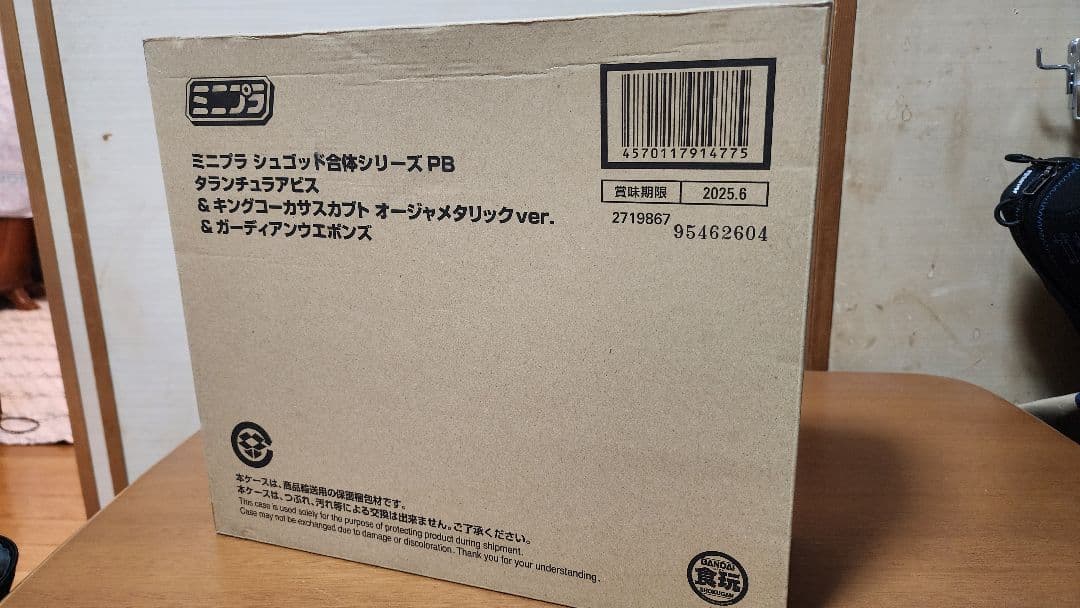 ミニプラ
ミニプラ シュゴッド合体シリーズ PB
タランチュラアビス
&キングコーカサスカブト オージャメタリックver.
&ガーディアンウエポンズ
4570117914775
賞味期限 2025.6
2719867
95462604
本ケースは、商品輸送用の保護梱包材です。
本ケースは、つぶれ、汚れ等による交換は出来ません。ご了承ください。
This case is used solely for the purpose of protecting product during shipment.
Case may not be exchanged due to damage or discoloration. Thank you for your understanding.
BANDAI
食玩
SHOKUGAN